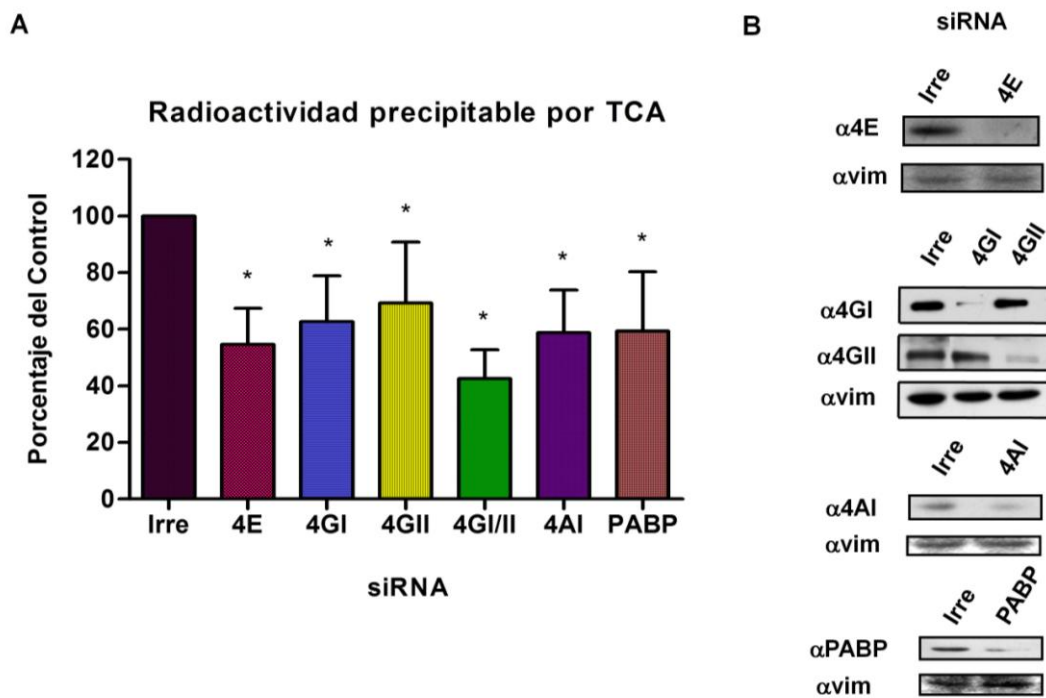 A
Radioactividad precipitable por TCA
Porcentaje del Control
120
100
80
60
40
20
0
* * * * * *
Irre 4E 4GI 4GII 4GI/II 4AI PABP
siRNA
B
siRNA
Irre 4E
α4E
αvim
Irre 4GI 4GII
α4GI
α4GII
αvim
Irre 4AI
α4AI
αvim
Irre PABP
αPABP
αvim